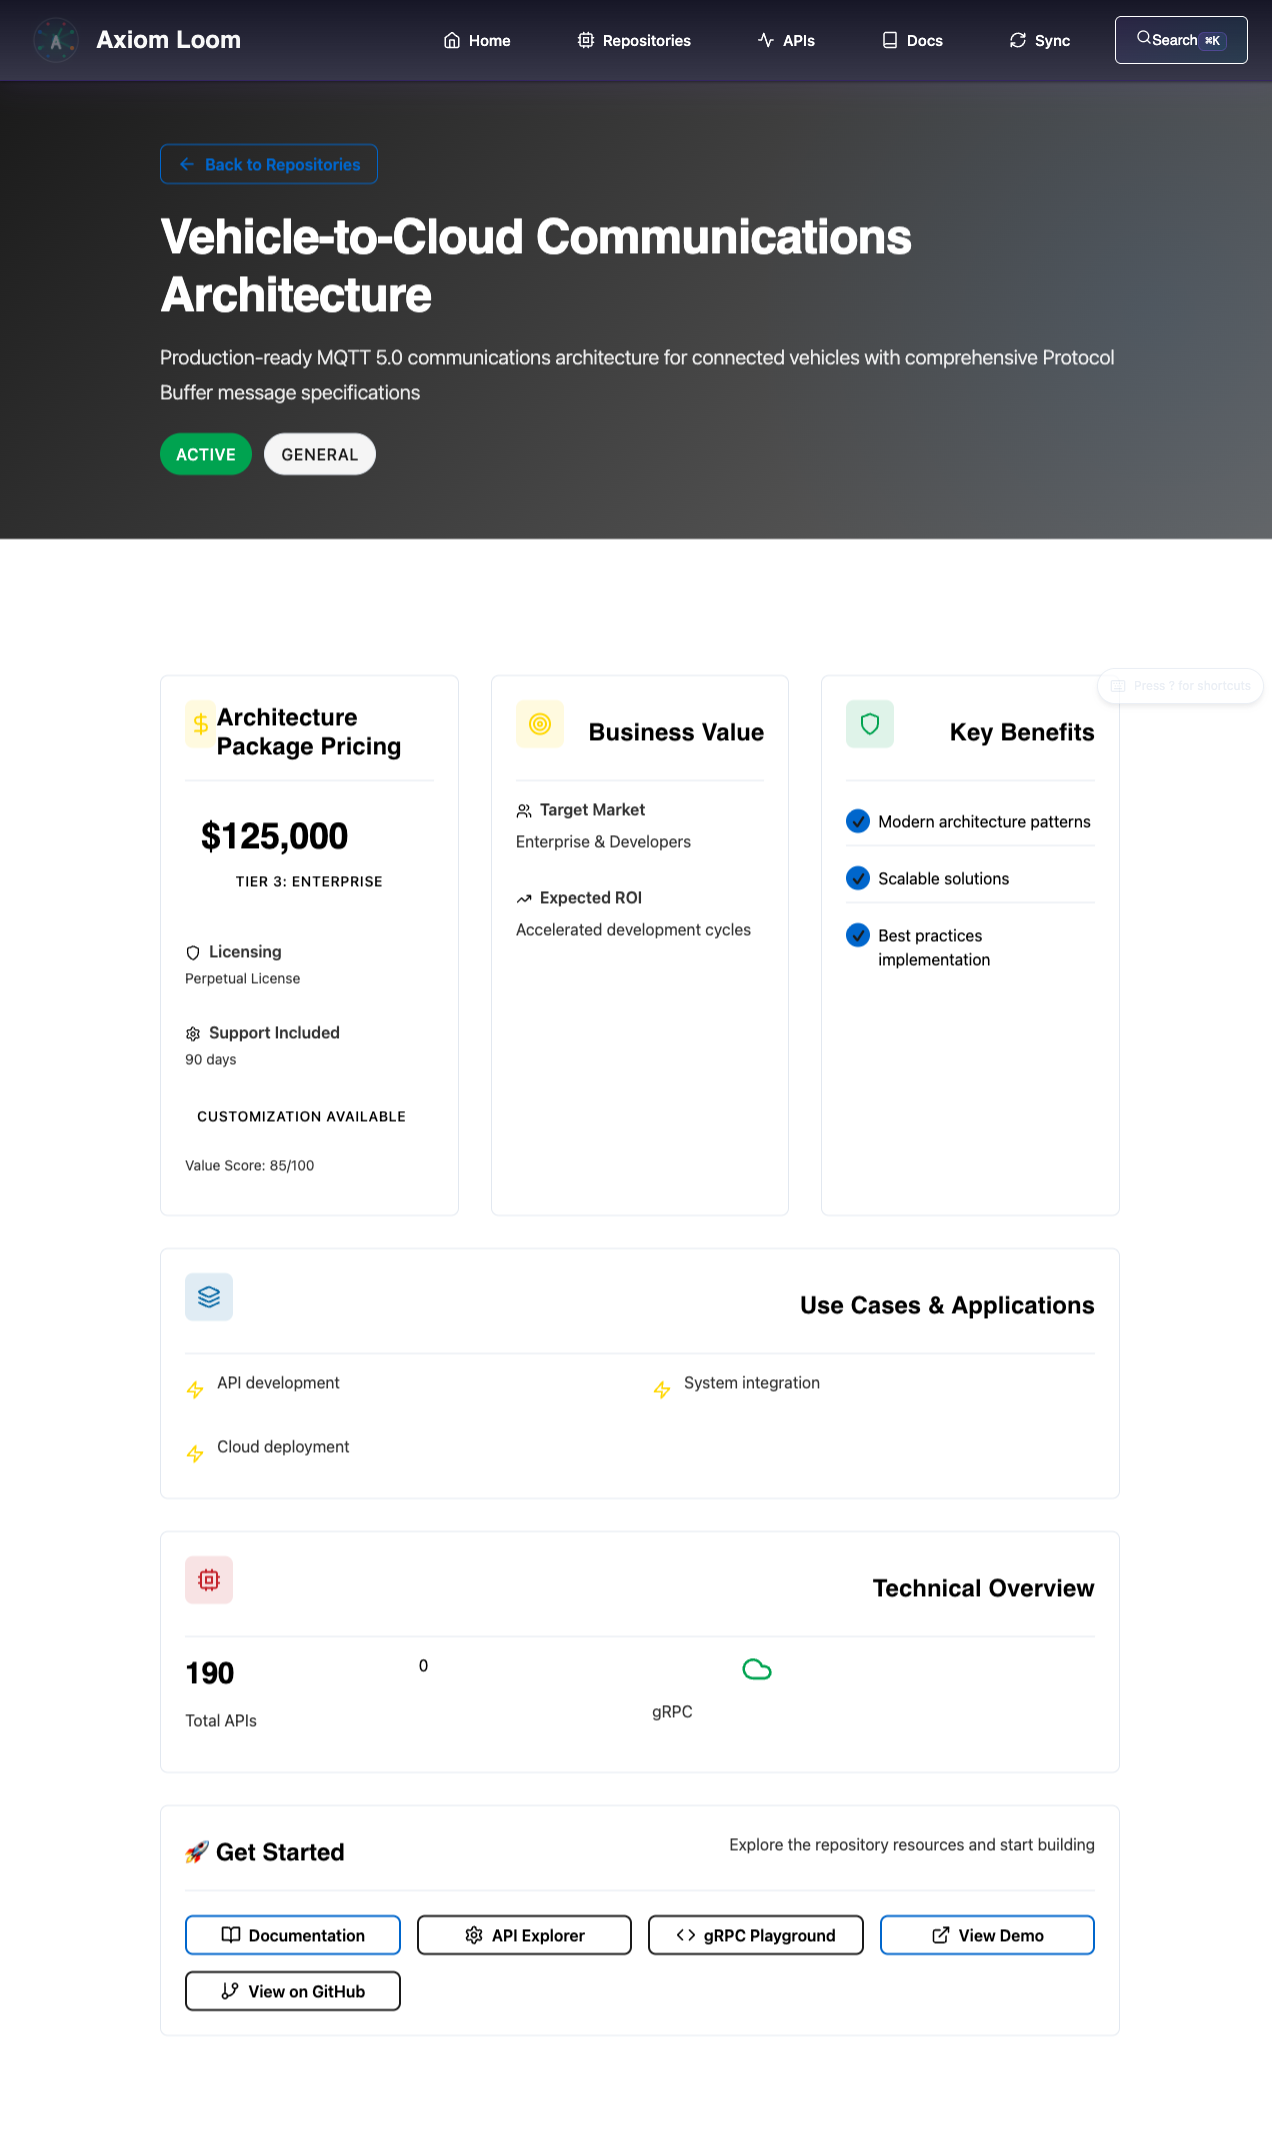 Axiom Loom
Home
Repositories
APIs
Docs
Sync
Search ⌘K
Back to Repositories
Vehicle-to-Cloud Communications
Architecture
Production-ready MQTT 5.0 communications architecture for connected vehicles with comprehensive Protocol
Buffer message specifications
ACTIVE
GENERAL
Press ? for shortcuts
Architecture
Package Pricing
$125,000
TIER 3: ENTERPRISE
Licensing
Perpetual License
Support Included
90 days
CUSTOMIZATION AVAILABLE
Value Score: 85/100
Business Value
Target Market
Enterprise & Developers
Expected ROI
Accelerated development cycles
Key Benefits
Modern architecture patterns
Scalable solutions
Best practices
implementation
Use Cases & Applications
API development
System integration
Cloud deployment
Technical Overview
190
Total APIs
0
gRPC
🚀 Get Started
Explore the repository resources and start building
Documentation
API Explorer
gRPC Playground
View Demo
View on GitHub